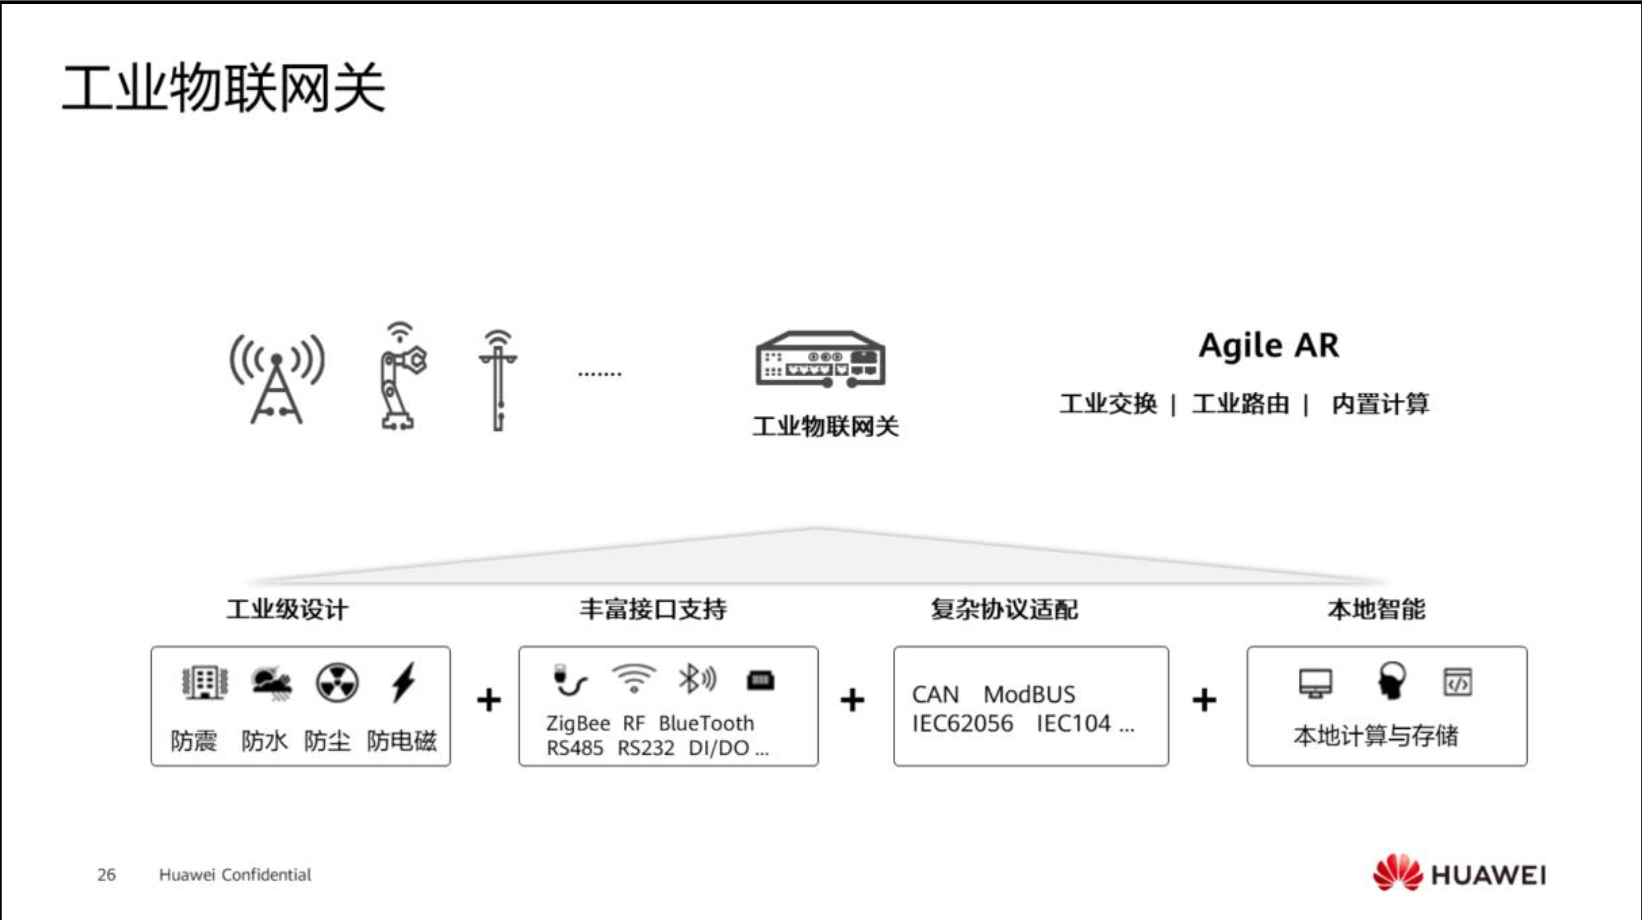 工业物联网关
.......
工业物联网关
Agile AR
工业交换 | 工业路由 | 内置计算
工业级设计
防震 防水 防尘 防电磁
+
丰富接口支持
ZigBee RF BlueTooth
RS485 RS232 DI/DO ...
+
复杂协议适配
CAN ModBUS
IEC62056 IEC104 ...
+
本地智能
</>
本地计算与存储
26 Huawei Confidential
HUAWEI